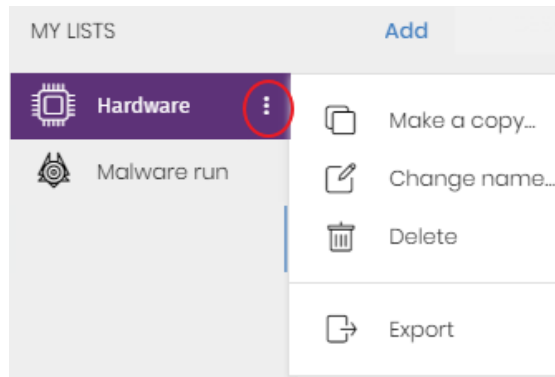 MY LISTS
Add
Hardware
Malware run
Make a copy...
Change name...
Delete
Export